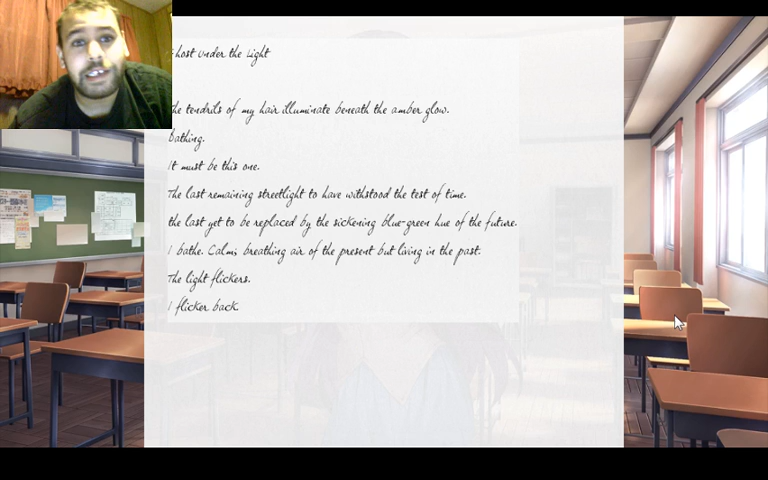 host Under the Light
he tendrils of my hair illuminate beneath the amber glow.
Bathing.
It must be this one.
The last remaining streetlight to have withstood the test of time.
the last yet to be replaced by the sickening blue-green hue of the future.
I bathe. Calm; breathing air of the present but living in the past.
The light flickers.
I flicker back.